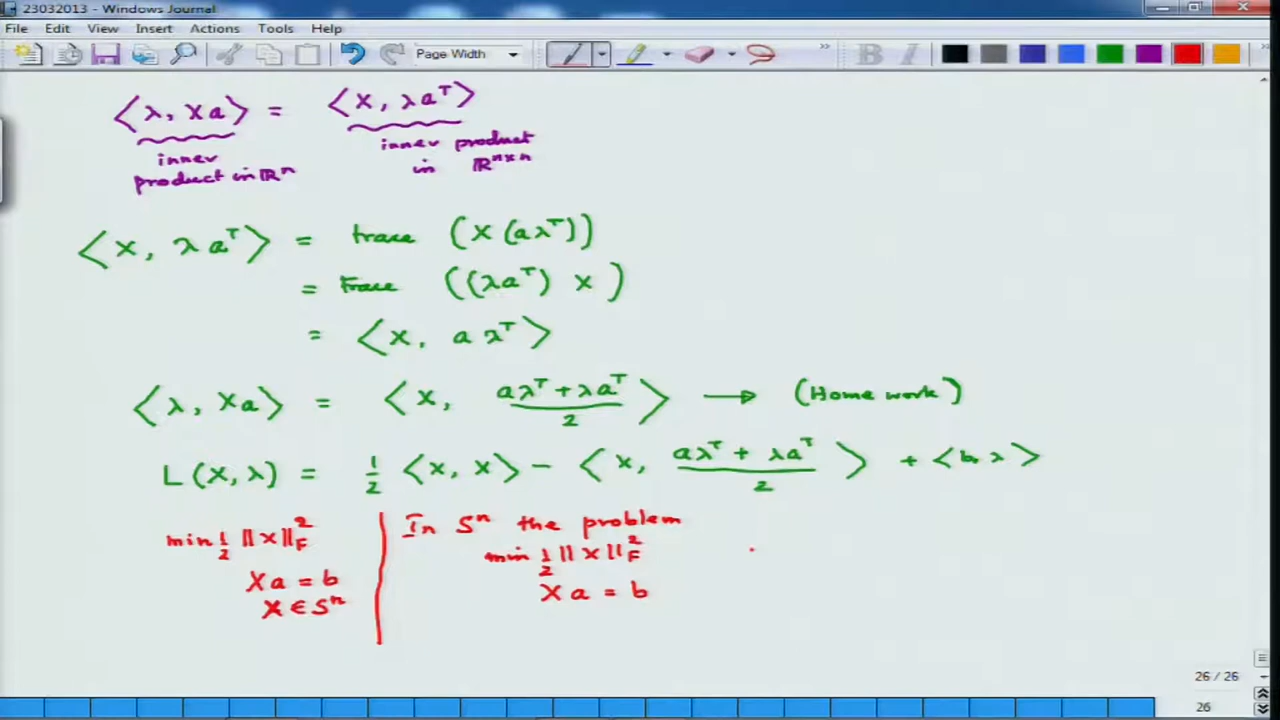 23032013 - Windows Journal
File Edit View Insert Actions Tools Help
Page Width
⟨λ, Xa⟩ = ⟨X, λaᵀ⟩
inner product in ℝⁿ
inner product in ℝⁿˣⁿ
⟨X, λaᵀ⟩ = trace (X (aλᵀ))
= trace ((λaᵀ) X)
= ⟨X, aλᵀ⟩
⟨λ, Xa⟩ = ⟨X, (aλᵀ + λaᵀ)/2⟩ → (Home work)
L(X, λ) = 1/2 ⟨X, X⟩ − ⟨X, (aλᵀ + λaᵀ)/2⟩ + ⟨b, λ⟩
min 1/2 ||X||²_F
Xa = b
X ∈ Sⁿ
In Sⁿ the problem
min 1/2 ||X||²_F
Xa = b
26 / 26
26